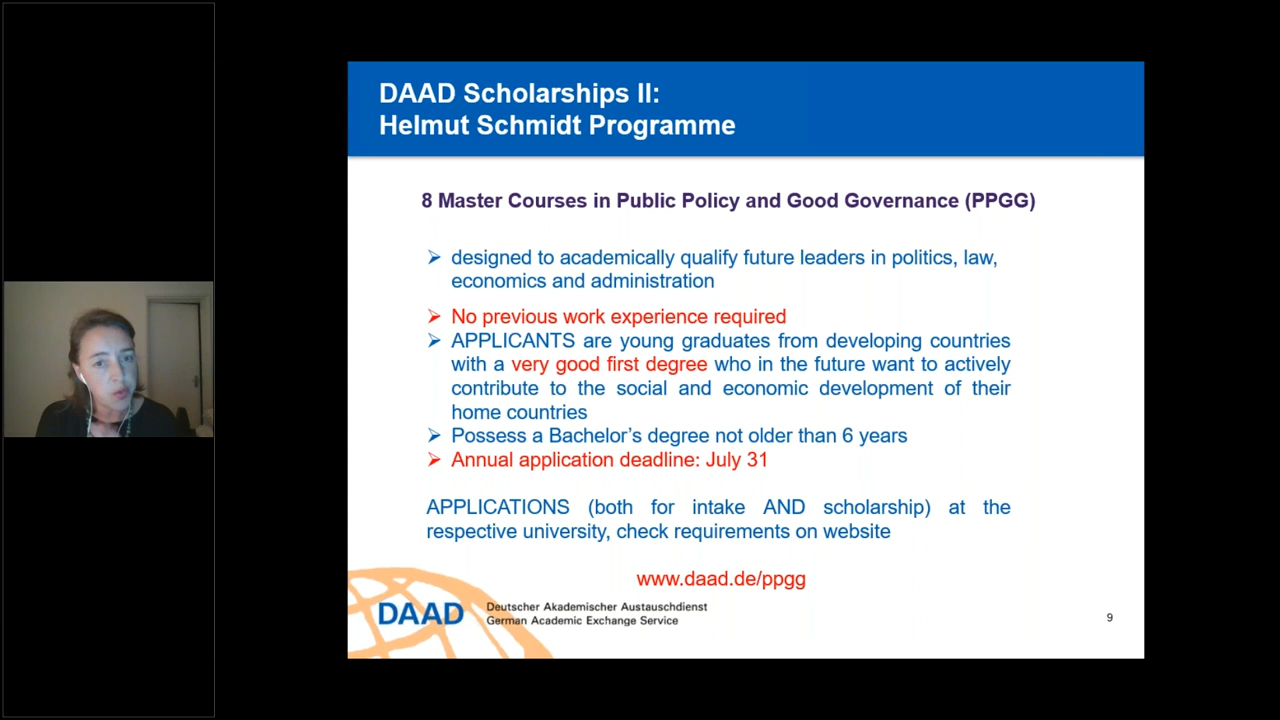 DAAD Scholarships II:
Helmut Schmidt Programme
8 Master Courses in Public Policy and Good Governance (PPGG)
➢ designed to academically qualify future leaders in politics, law,
economics and administration
➢ No previous work experience required
➢ APPLICANTS are young graduates from developing countries
with a very good first degree who in the future want to actively
contribute to the social and economic development of their
home countries
➢ Possess a Bachelor's degree not older than 6 years
➢ Annual application deadline: July 31
APPLICATIONS (both for intake AND scholarship) at the
respective university, check requirements on website
www.daad.de/ppgg
DAAD
Deutscher Akademischer Austauschdienst
German Academic Exchange Service
9